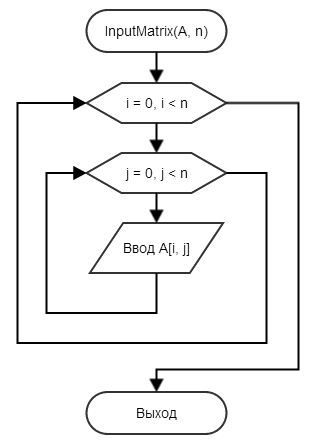 InputMatrix(A, n)
i = 0, i < n
j = 0, j < n
Ввод A[i, j]
Выход